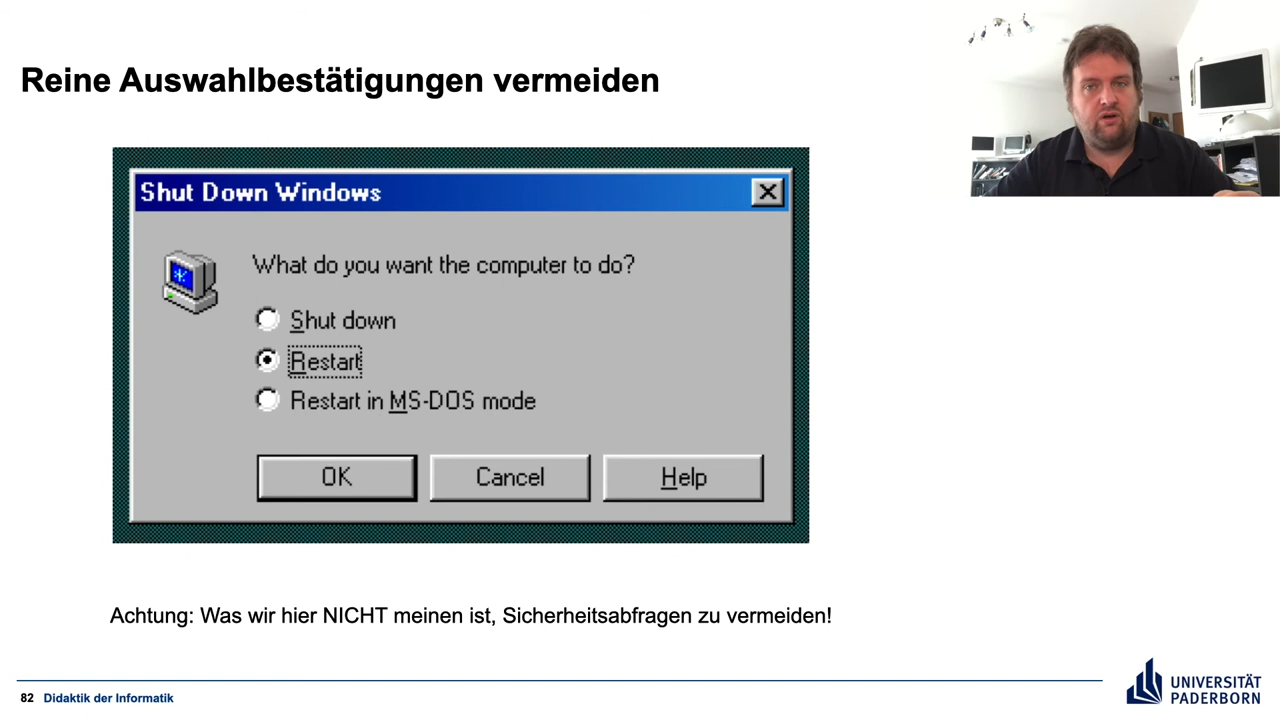 Reine Auswahlbestätigungen vermeiden
Shut Down Windows
What do you want the computer to do?
Shut down
Restart
Restart in MS-DOS mode
OK Cancel Help
Achtung: Was wir hier NICHT meinen ist, Sicherheitsabfragen zu vermeiden!
82 Didaktik der Informatik
UNIVERSITÄT
PADERBORN